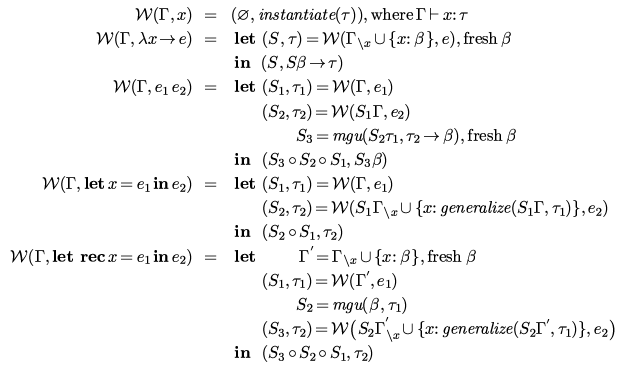 𝒲(Γ, x) = (∅, instantiate(τ)), where Γ ⊢ x: τ
𝒲(Γ, λx → e) = let (S, τ) = 𝒲(Γ\x ∪ {x: β}, e), fresh β
in (S, Sβ → τ)
𝒲(Γ, e₁ e₂) = let (S₁, τ₁) = 𝒲(Γ, e₁)
(S₂, τ₂) = 𝒲(S₁Γ, e₂)
S₃ = mgu(S₂τ₁, τ₂ → β), fresh β
in (S₃ ∘ S₂ ∘ S₁, S₃β)
𝒲(Γ, let x = e₁ in e₂) = let (S₁, τ₁) = 𝒲(Γ, e₁)
(S₂, τ₂) = 𝒲(S₁Γ\x ∪ {x: generalize(S₁Γ, τ₁)}, e₂)
in (S₂ ∘ S₁, τ₂)
𝒲(Γ, let rec x = e₁ in e₂) = let Γ′ = Γ\x ∪ {x: β}, fresh β
(S₁, τ₁) = 𝒲(Γ′, e₁)
S₂ = mgu(β, τ₁)
(S₃, τ₂) = 𝒲(S₂Γ′\x ∪ {x: generalize(S₂Γ′, τ₁)}, e₂)
in (S₃ ∘ S₂ ∘ S₁, τ₂)